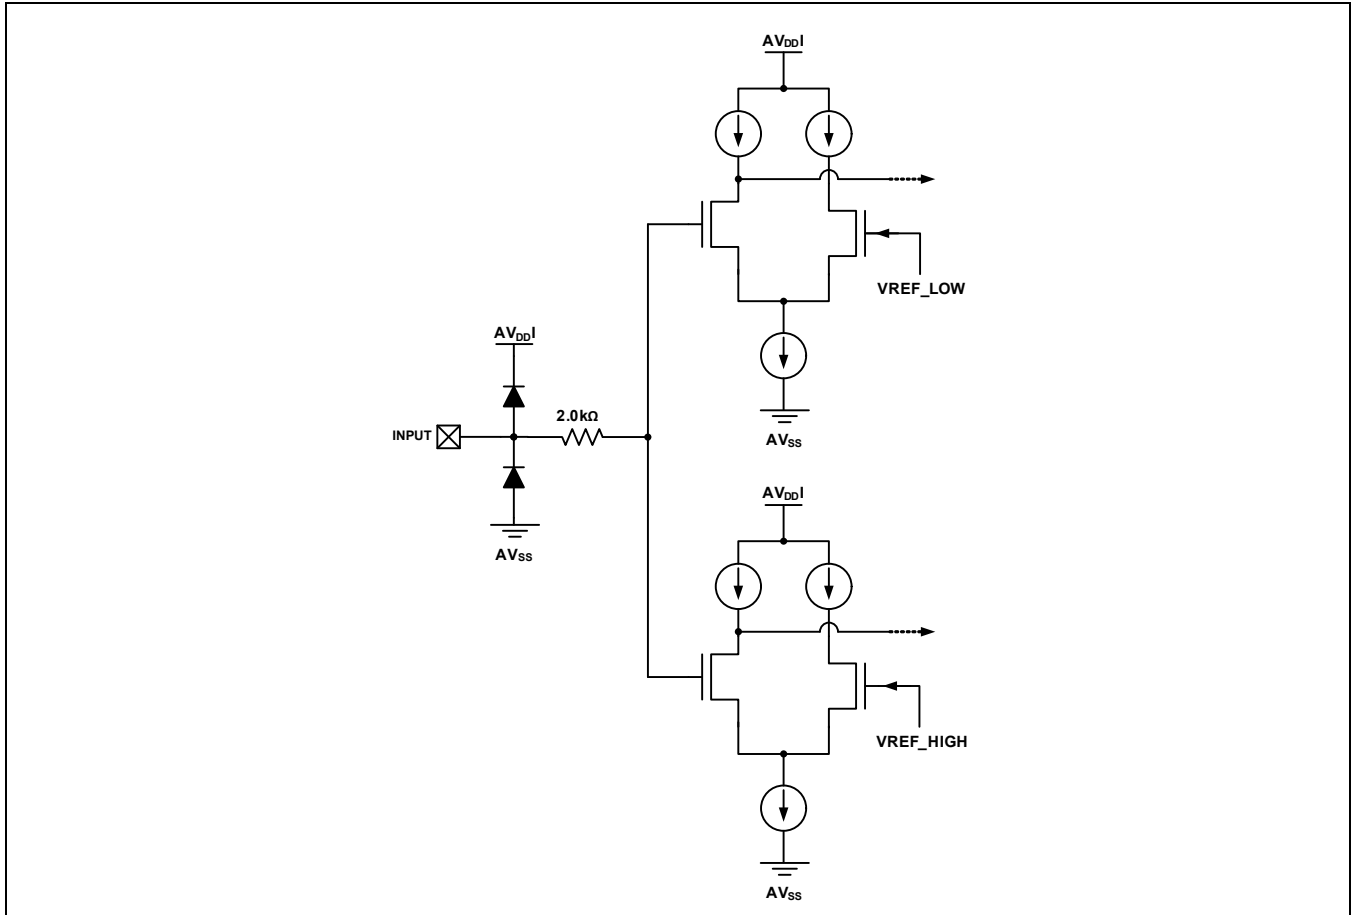 AVDDI
VREF_LOW
AVDDI
2.0kΩ
INPUT
AVSS
AVSS
AVDDI
VREF_HIGH
AVSS